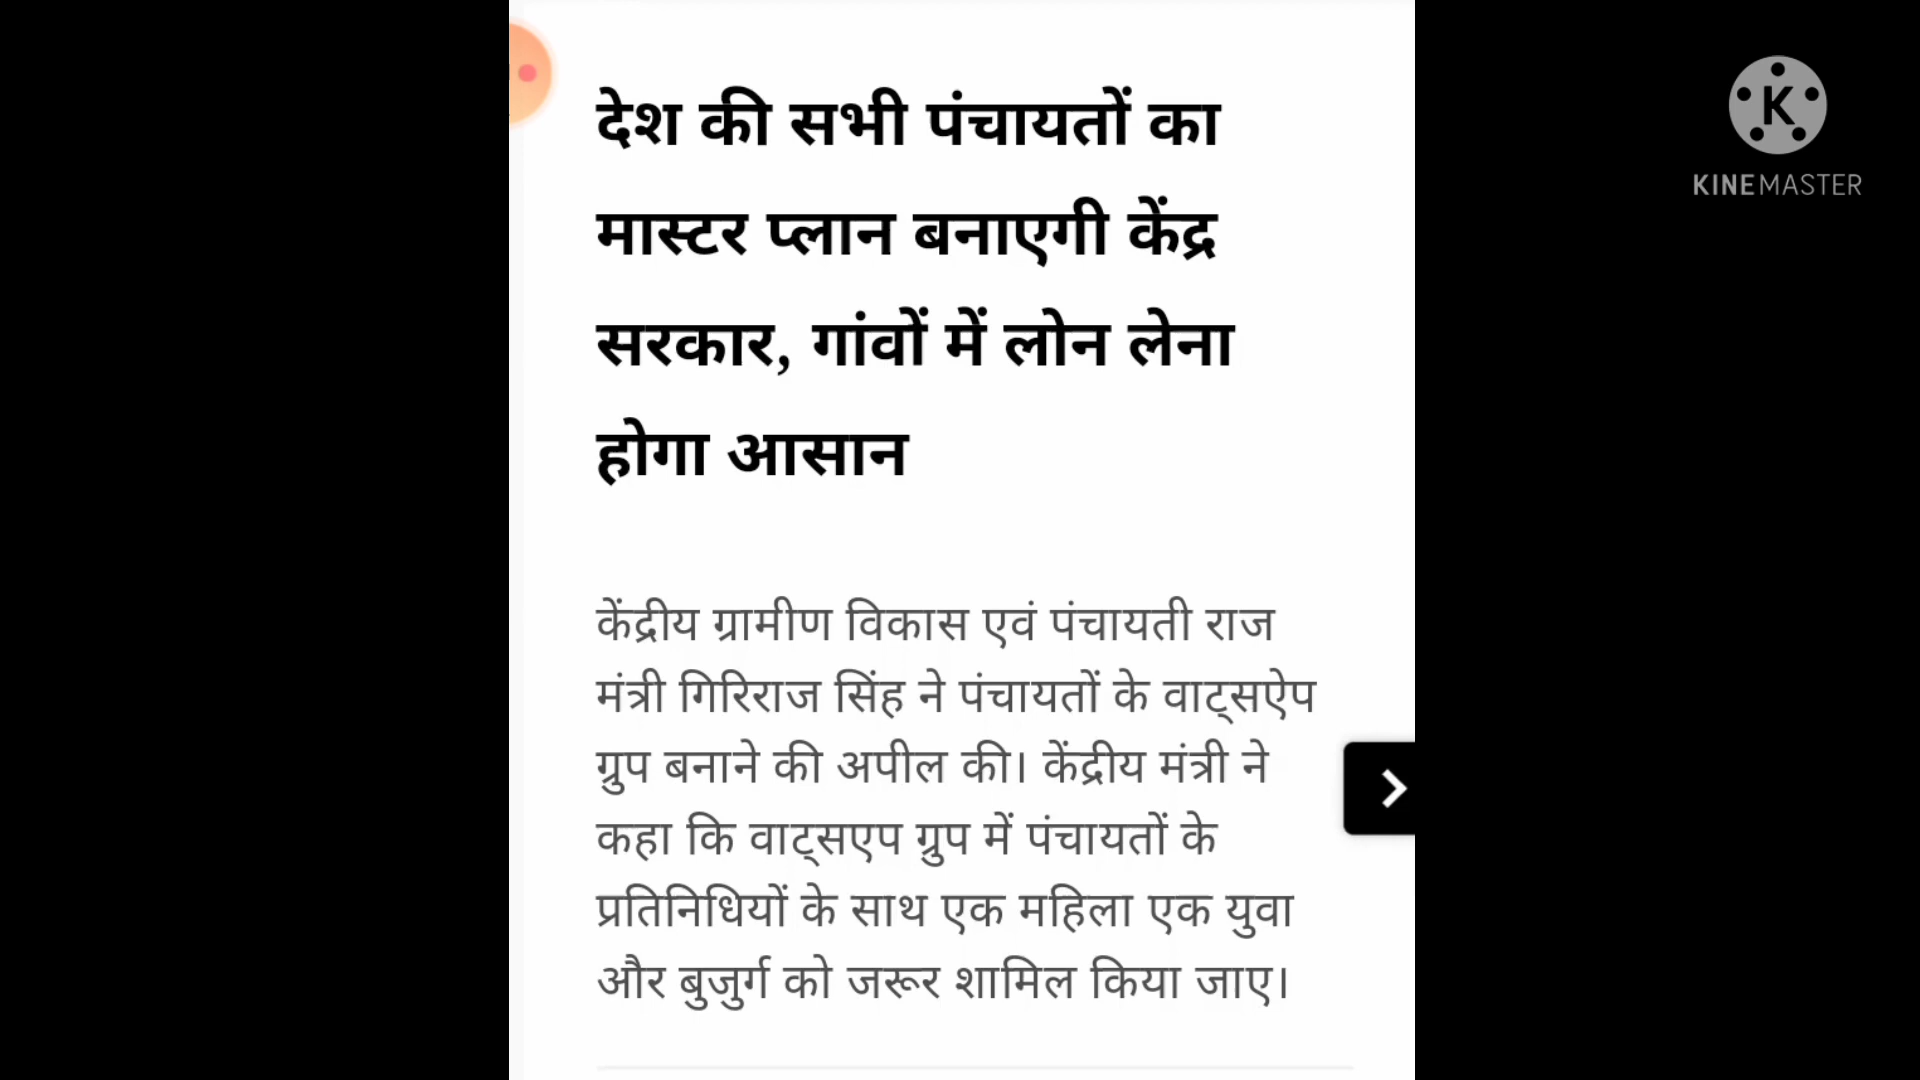 देश की सभी पंचायतों का
मास्टर प्लान बनाएगी केंद्र
सरकार, गांवों में लोन लेना
होगा आसान
केंद्रीय ग्रामीण विकास एवं पंचायती राज
मंत्री गिरिराज सिंह ने पंचायतों के वाट्सऐप
ग्रुप बनाने की अपील की। केंद्रीय मंत्री ने
कहा कि वाट्सएप ग्रुप में पंचायतों के
प्रतिनिधियों के साथ एक महिला एक युवा
और बुजुर्ग को जरूर शामिल किया जाए।
K
KINEMASTER